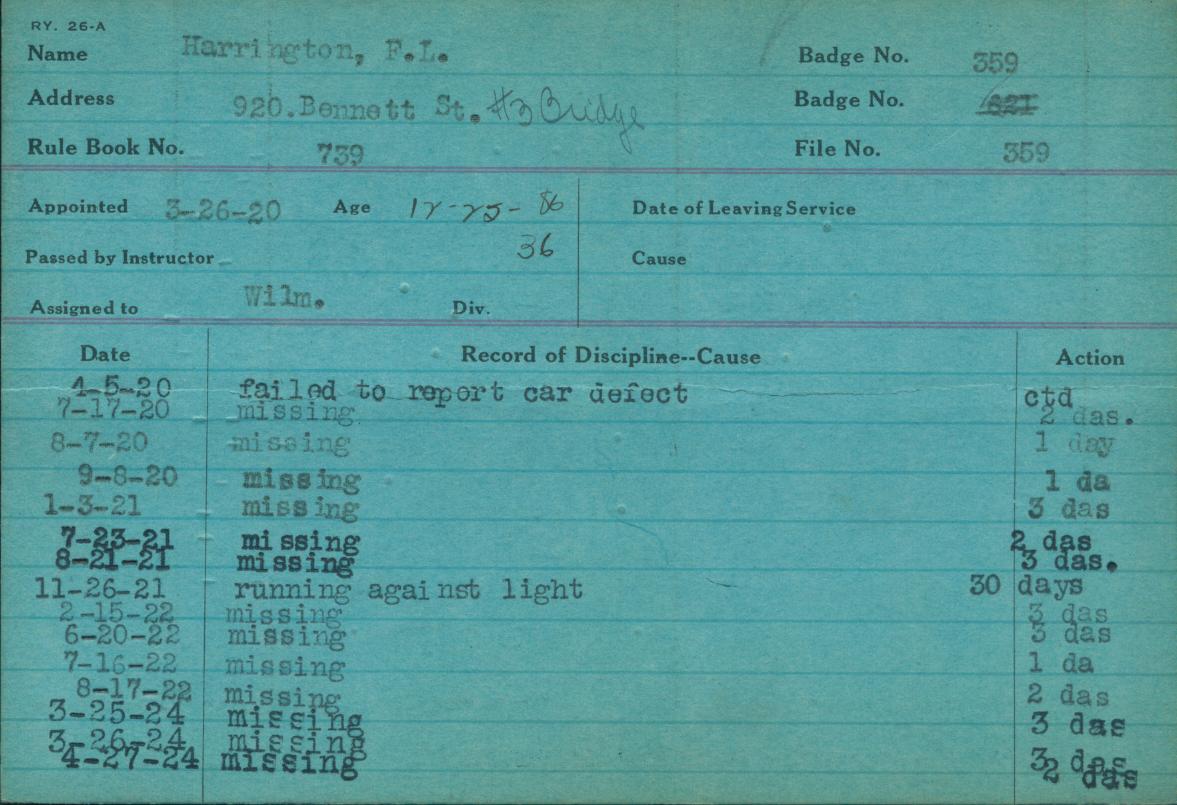 RY. 26-A
Name Harrington, F.L. Badge No. 359
Address 920.Bennett St. #3 Bridge Badge No. 821
Rule Book No. 739 File No. 359
Appointed 3-26-20 Age 12-25-86 Date of Leaving Service
36
Passed by Instructor Cause
Assigned to Wilm. Div.
Date Record of Discipline--Cause Action
4-5-20 failed to report car defect ctd
7-17-20 missing 2 das.
8-7-20 missing 1 day
9-8-20 missing 1 da
1-3-21 missing 3 das
7-23-21 missing 2 das
8-21-21 missing 3 das.
11-26-21 running against light 30 days
2-15-22 missing 3 das
6-20-22 missing 3 das
7-16-22 missing 1 da
8-17-22 missing 2 das
3-25-24 missing 3 das
3-26-24 missing 3 das
4-27-24 missing 2 das